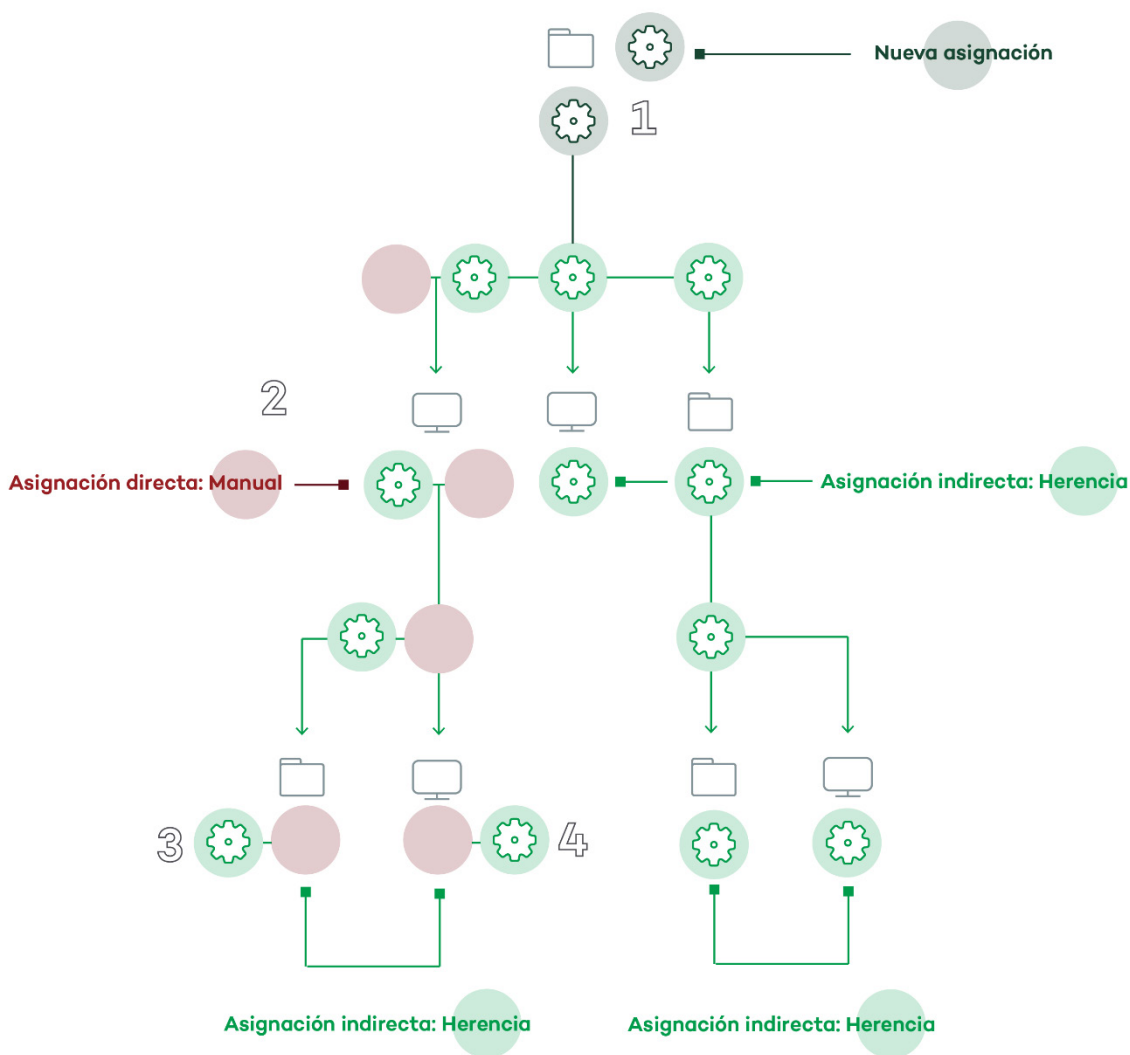 Nueva asignación
1
2
Asignación directa: Manual
Asignación indirecta: Herencia
3
4
Asignación indirecta: Herencia
Asignación indirecta: Herencia